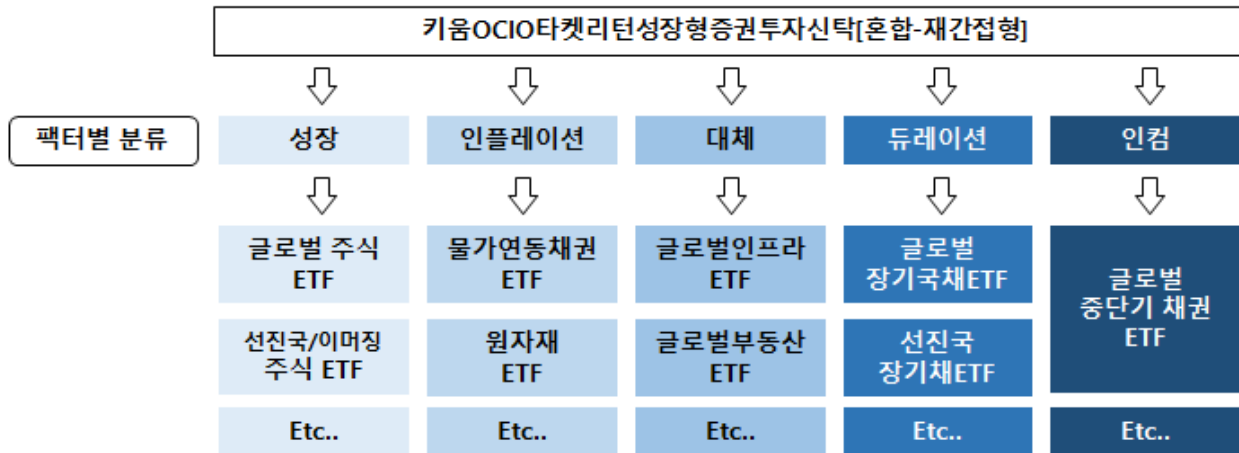 키움OCIO타켓리턴성장형증권투자신탁[혼합-재간접형]
팩터별 분류
성장
인플레이션
대체
듀레이션
인컴
글로벌 주식
ETF
물가연동채권
ETF
글로벌인프라
ETF
글로벌
장기국채ETF
글로벌
중단기 채권
ETF
선진국/이머징
주식 ETF
원자재
ETF
글로벌부동산
ETF
선진국
장기채ETF
Etc..
Etc..
Etc..
Etc..
Etc..